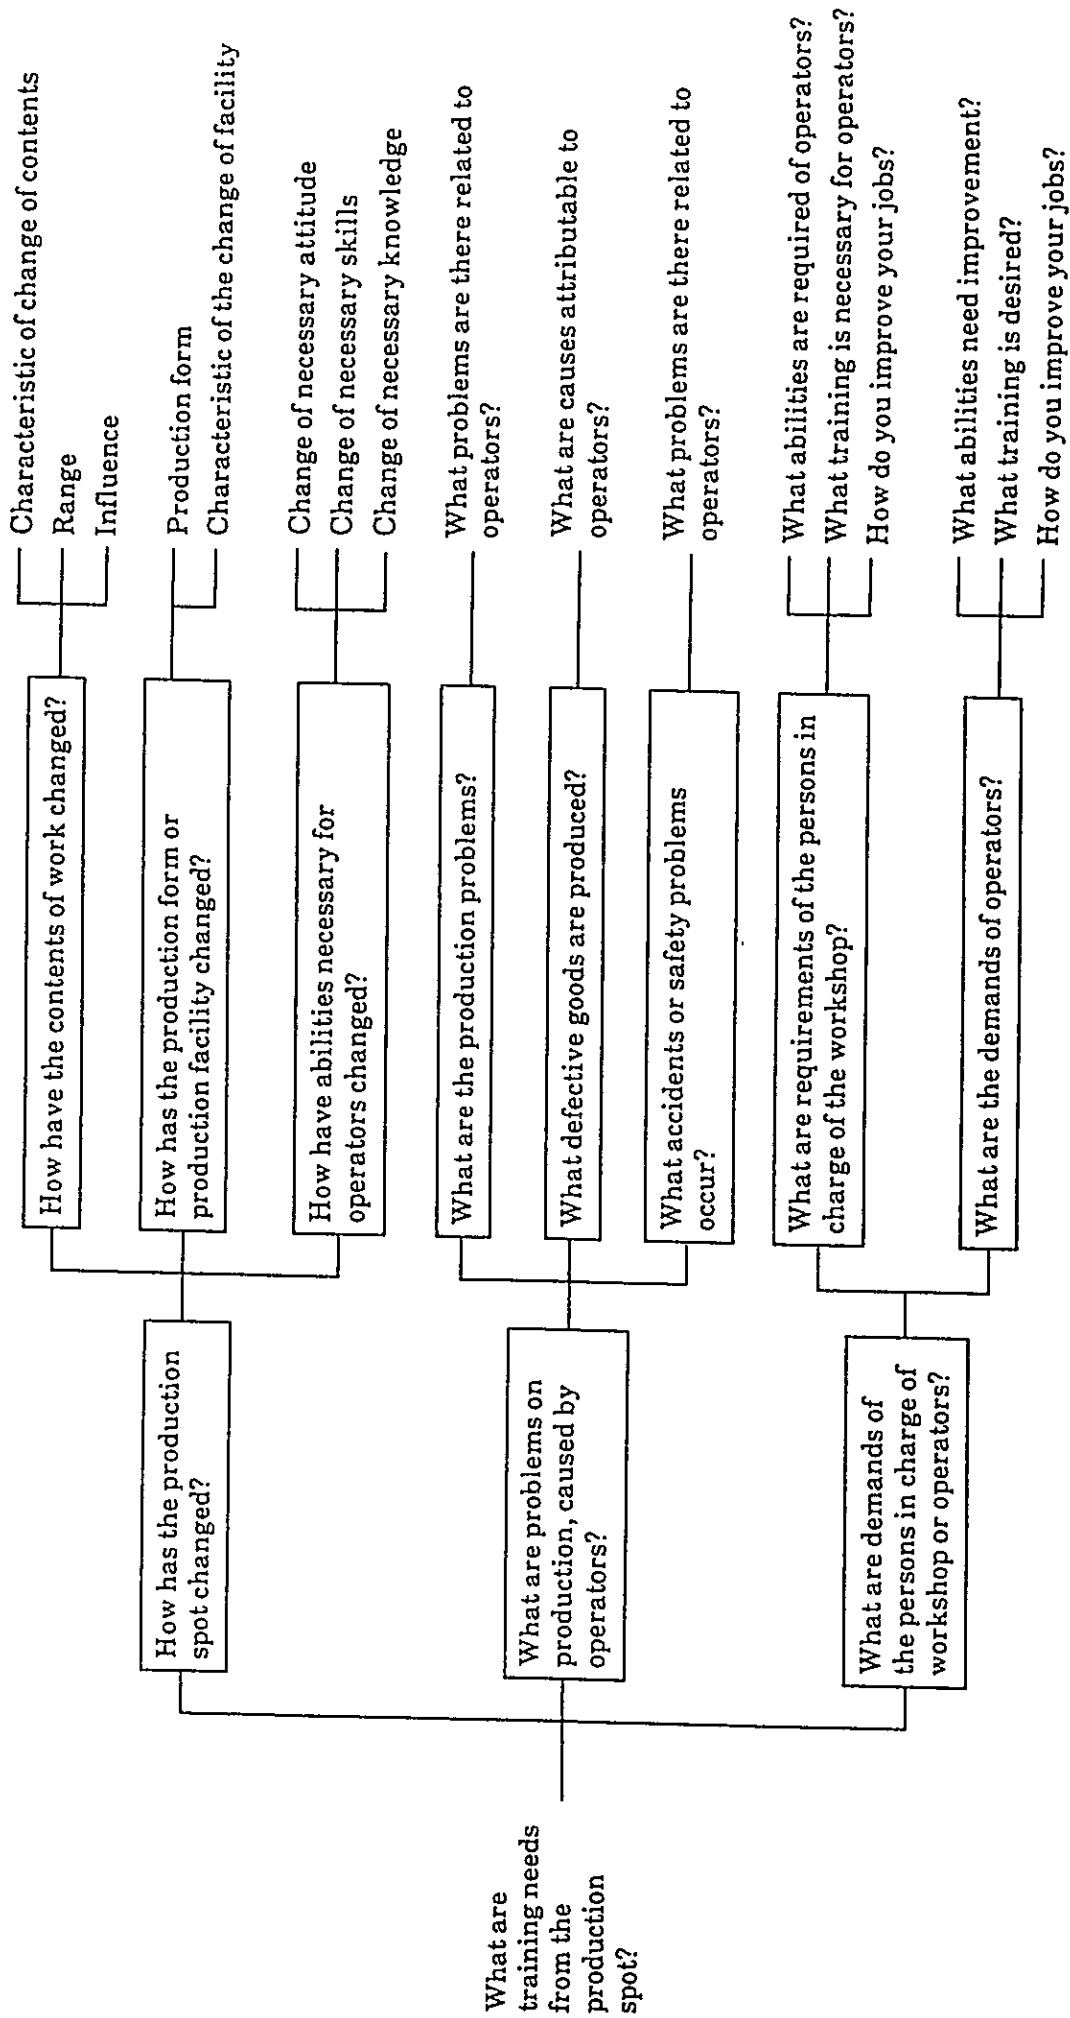 What are
training needs
from the
production
spot?
How has the production
spot changed?
How have the contents of work changed?
Characteristic of change of contents
Range
Influence
How has the production form or
production facility changed?
Production form
Characteristic of the change of facility
How have abilities necessary for
operators changed?
Change of necessary attitude
Change of necessary skills
Change of necessary knowledge
What are problems on
production, caused by
operators?
What are the production problems?
What problems are there related to
operators?
What defective goods are produced?
What are causes attributable to
operators?
What accidents or safety problems
occur?
What problems are there related to
operators?
What are demands of
the persons in charge of
workshop or operators?
What are requirements of the persons in
charge of the workshop?
What abilities are required of operators?
What training is necessary for operators?
How do you improve your jobs?
What are the demands of operators?
What abilities need improvement?
What training is desired?
How do you improve your jobs?